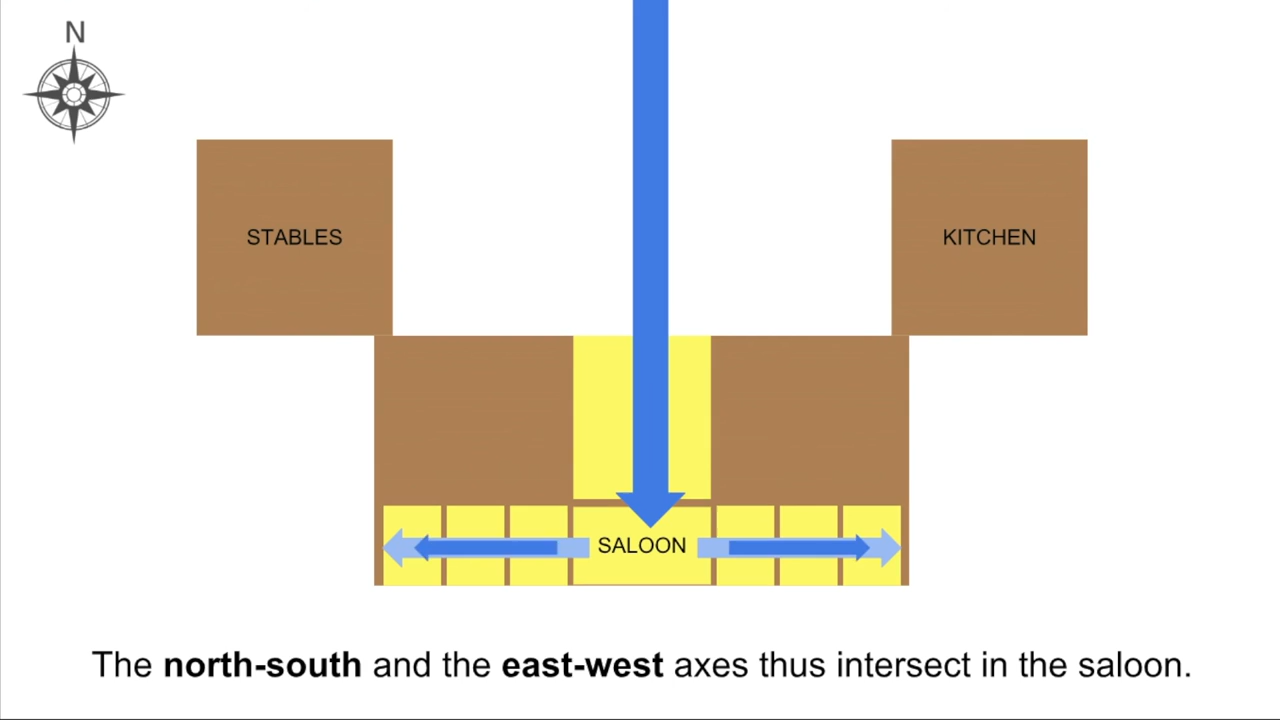 N
STABLES
KITCHEN
SALOON
The north-south and the east-west axes thus intersect in the saloon.